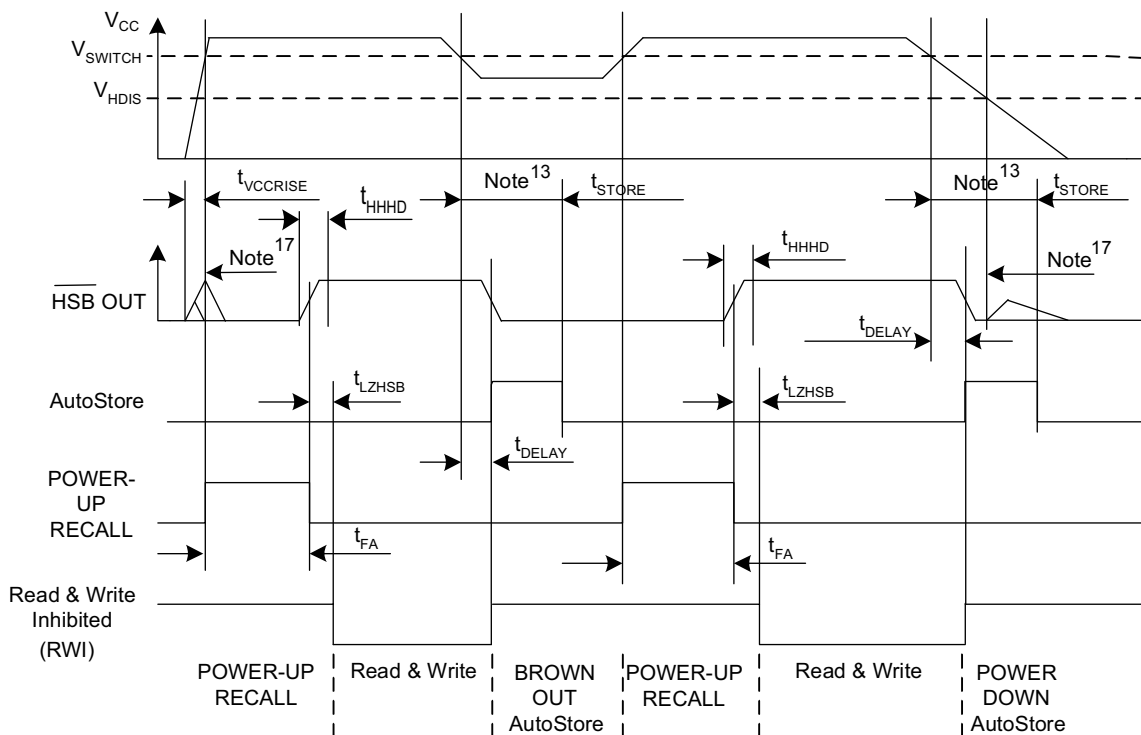 VCC
VSWITCH
VHDIS
tVCCRISE
Note13
tSTORE
Note13
tSTORE
tHHHD
tHHHD
Note17
Note17
HSB OUT
tDELAY
tLZHSB
tLZHSB
AutoStore
tDELAY
POWER-
UP
RECALL
tFA
tFA
Read & Write
Inhibited
(RWI)
POWER-UP
RECALL
Read & Write
BROWN
OUT
AutoStore
POWER-UP
RECALL
Read & Write
POWER
DOWN
AutoStore